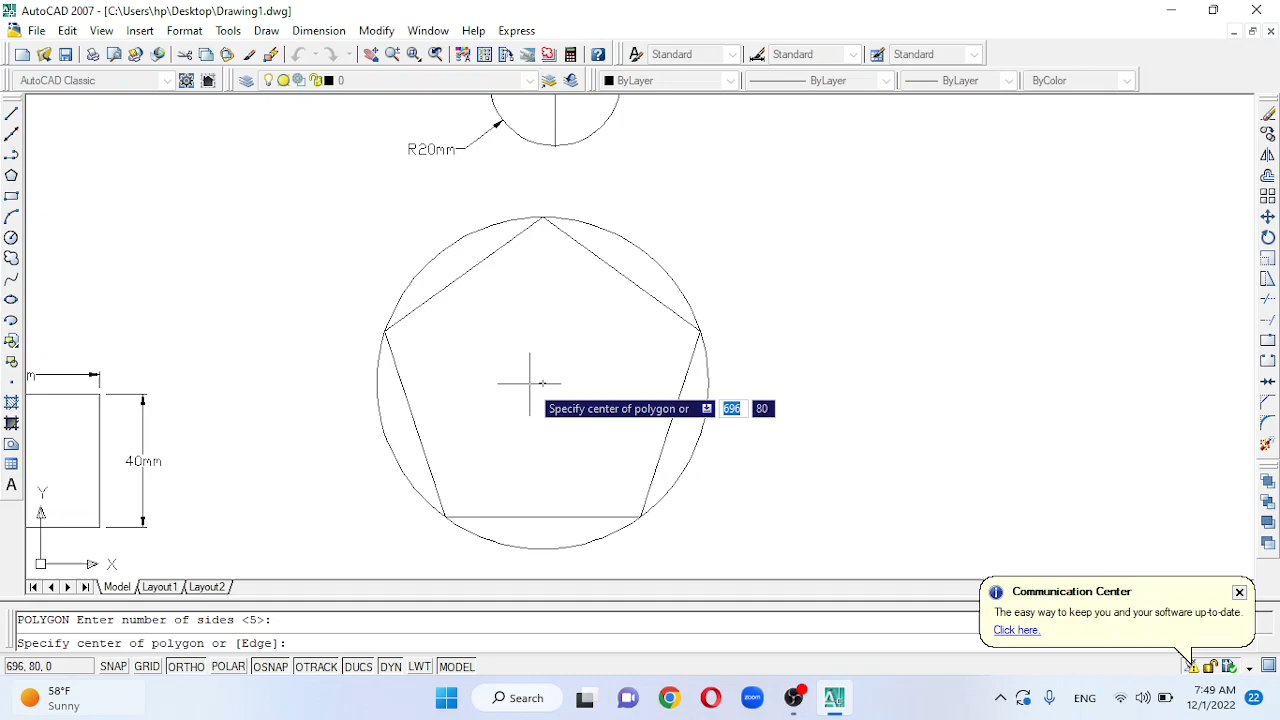 AutoCAD 2007 - [C:\Users\hp\Desktop\Drawing1.dwg]
File Edit View Insert Format Tools Draw Dimension Modify Window Help Express
Standard Standard Standard
AutoCAD Classic 0 ByLayer ByLayer ByLayer ByColor
R20mm
m
Specify center of polygon or 696 80
40mm
Y
X
A
Model Layout1 Layout2
Communication Center
The easy way to keep you and your software up-to-date.
Click here.
POLYGON Enter number of sides <5>:
Specify center of polygon or [Edge]:
696, 80, 0 SNAP GRID ORTHO POLAR OSNAP OTRACK DUCS DYN LWT MODEL
58°F
Sunny
Search
zoom
ENG
7:49 AM
12/1/2022
22